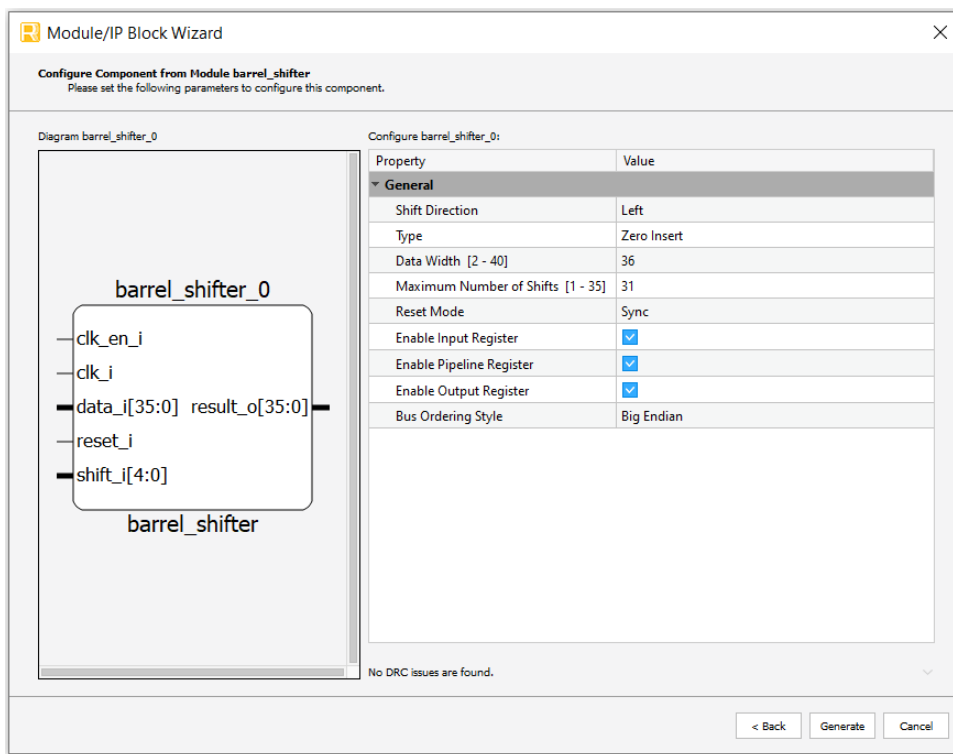 Module/IP Block Wizard
Configure Component from Module barrel_shifter
Please set the following parameters to configure this component.
Diagram barrel_shifter_0
barrel_shifter_0
clk_en_i
clk_i
data_i[35:0] result_o[35:0]
reset_i
shift_i[4:0]
barrel_shifter
Configure barrel_shifter_0:
Property Value
General
Shift Direction Left
Type Zero Insert
Data Width [2 - 40] 36
Maximum Number of Shifts [1 - 35] 31
Reset Mode Sync
Enable Input Register
Enable Pipeline Register
Enable Output Register
Bus Ordering Style Big Endian
No DRC issues are found.
< Back Generate Cancel